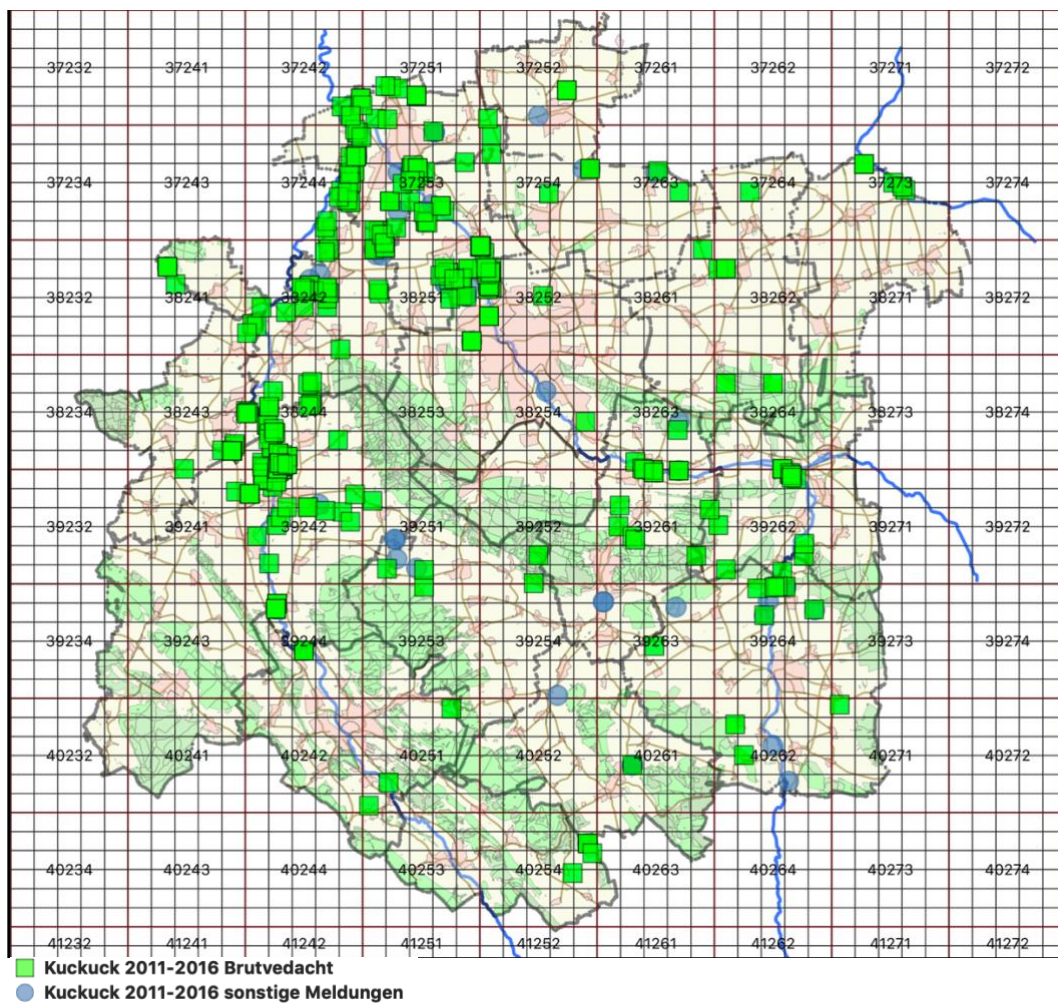 37232 37241 37242 37251 37252 37261 37262 37271 37272
37234 37243 37244 37253 37254 37263 37264 37273 37274
38232 38241 38242 38251 38252 38261 38262 38271 38272
38234 38243 38244 38253 38254 38263 38264 38273 38274
39232 39241 39242 39251 39252 39261 39262 39271 39272
39234 39243 39244 39253 39254 39263 39264 39273 39274
40232 40241 40242 40251 40252 40261 40262 40271 40272
40234 40243 40244 40253 40254 40263 40264 40273 40274
41232 41241 41242 41251 41252 41261 41262 41271 41272
Kuckuck 2011-2016 Brutvedacht
Kuckuck 2011-2016 sonstige Meldungen